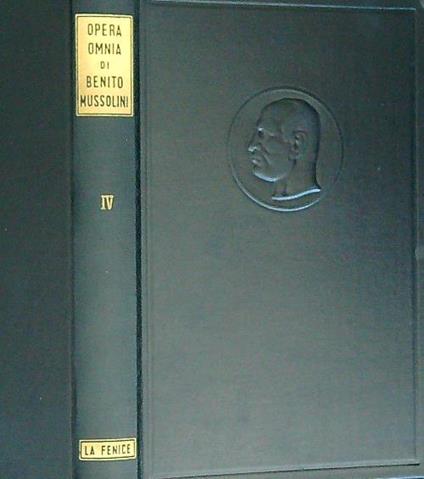 OPERA
OMNIA
DI
BENITO
MUSSOLINI
IV
LA FENICE